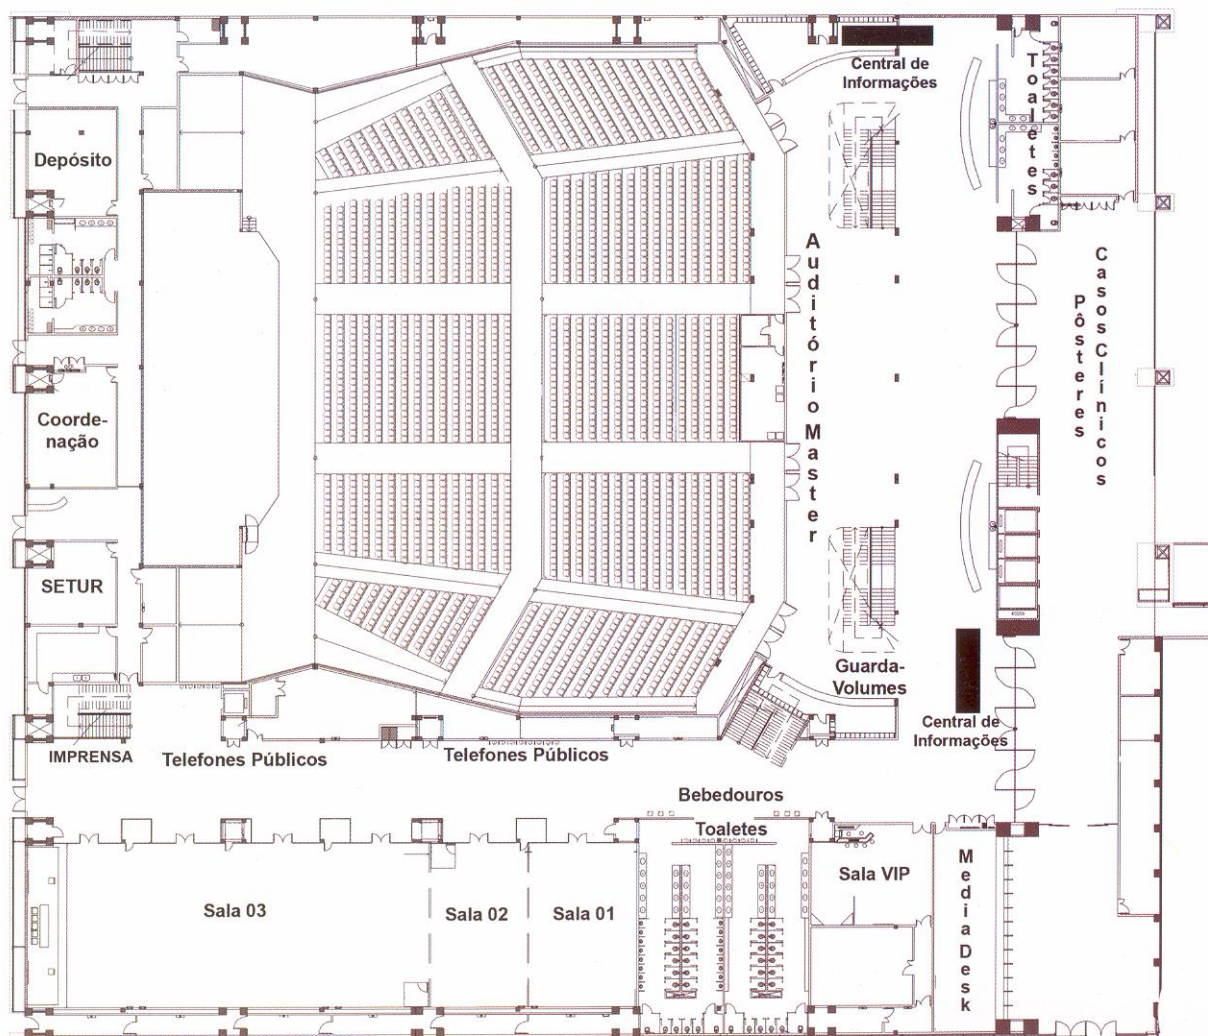 Central de
Informações
Toaletes
Depósito
Auditório Master
Casos Clínicos
Pôsteres
Coorde-
nação
SETUR
Guarda-
Volumes
Central de
Informações
IMPRENSA
Telefones Públicos
Telefones Públicos
Bebedouros
Toaletes
Sala VIP
Media Desk
Sala 03
Sala 02
Sala 01